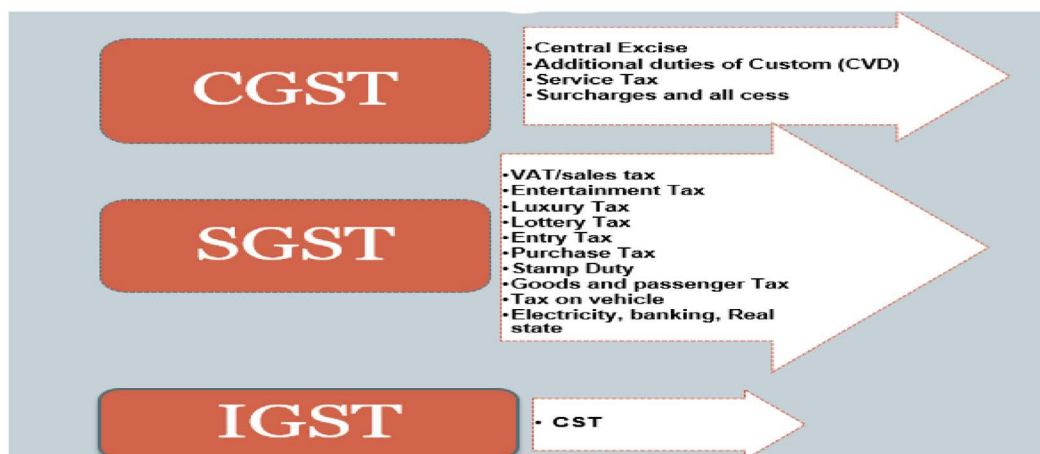 CGST
•Central Excise
•Additional duties of Custom (CVD)
•Service Tax
•Surcharges and all cess
SGST
•VAT/sales tax
•Entertainment Tax
•Luxury Tax
•Lottery Tax
•Entry Tax
•Purchase Tax
•Stamp Duty
•Goods and passenger Tax
•Tax on vehicle
•Electricity, banking, Real
state
IGST
• CST